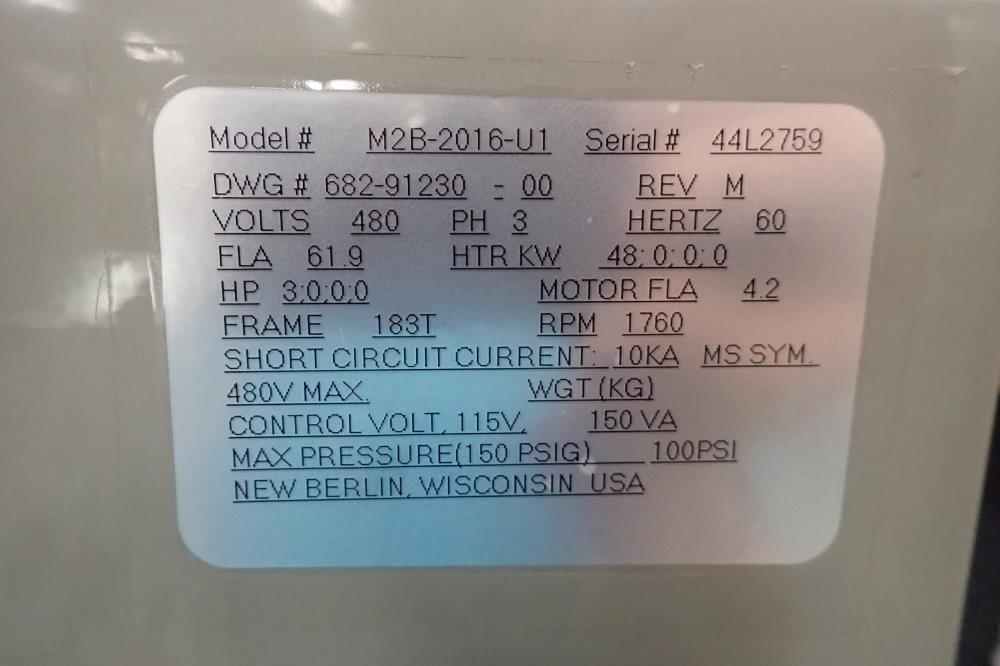 Model # M2B-2016-U1 Serial # 44L2759
DWG # 682-91230 - 00 REV M
VOLTS 480 PH 3 HERTZ 60
FLA 61.9 HTR KW 48; 0; 0; 0
HP 3;0;0;0 MOTOR FLA 4.2
FRAME 183T RPM 1760
SHORT CIRCUIT CURRENT: 10KA MS SYM.
480V MAX. WGT (KG)
CONTROL VOLT, 115V, 150 VA
MAX PRESSURE(150 PSIG) 100PSI
NEW BERLIN, WISCONSIN USA